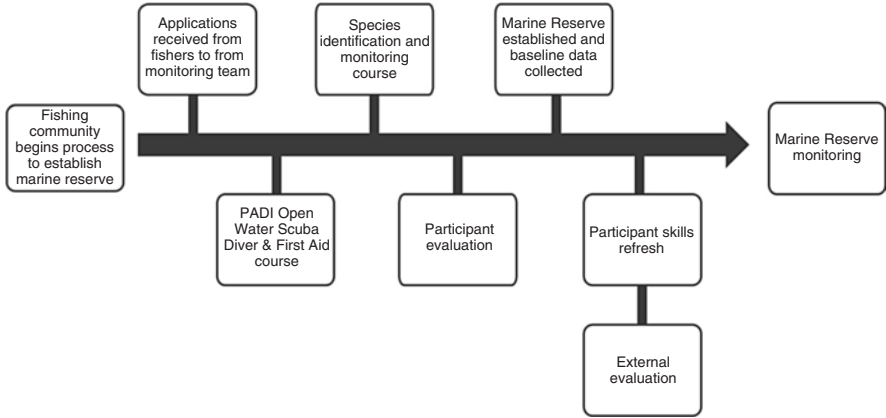 Applications
received from
fishers to from
monitoring team
Species
identification and
monitoring
course
Marine Reserve
established and
baseline data
collected
Fishing
community
begins process
to establish
marine reserve
Marine Reserve
monitoring
PADI Open
Water Scuba
Diver & First Aid
course
Participant
evaluation
Participant skills
refresh
External
evaluation